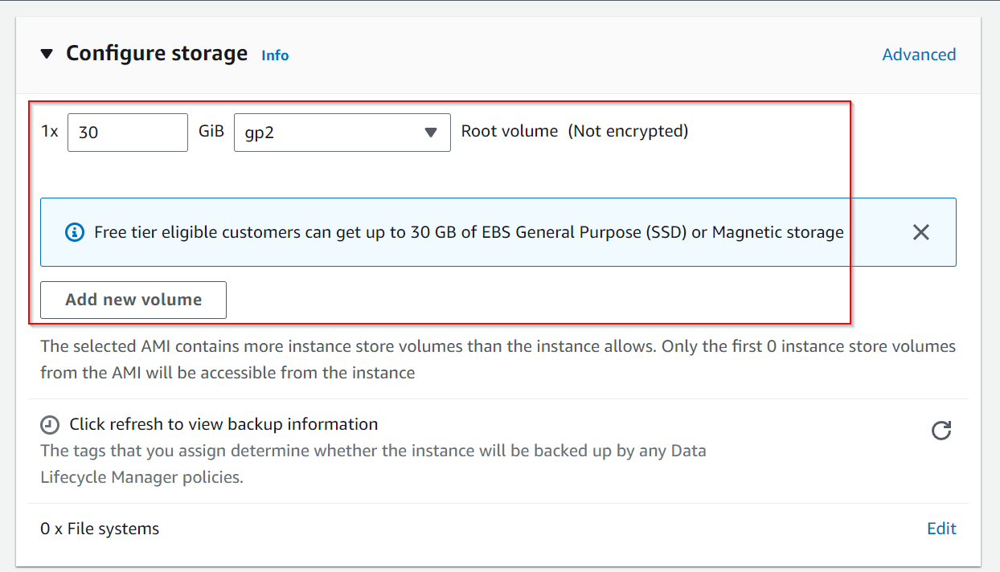 Configure storage Info Advanced
1x 30 GiB gp2 Root volume (Not encrypted)
Free tier eligible customers can get up to 30 GB of EBS General Purpose (SSD) or Magnetic storage
Add new volume
The selected AMI contains more instance store volumes than the instance allows. Only the first 0 instance store volumes
from the AMI will be accessible from the instance
Click refresh to view backup information
The tags that you assign determine whether the instance will be backed up by any Data
Lifecycle Manager policies.
0 x File systems Edit